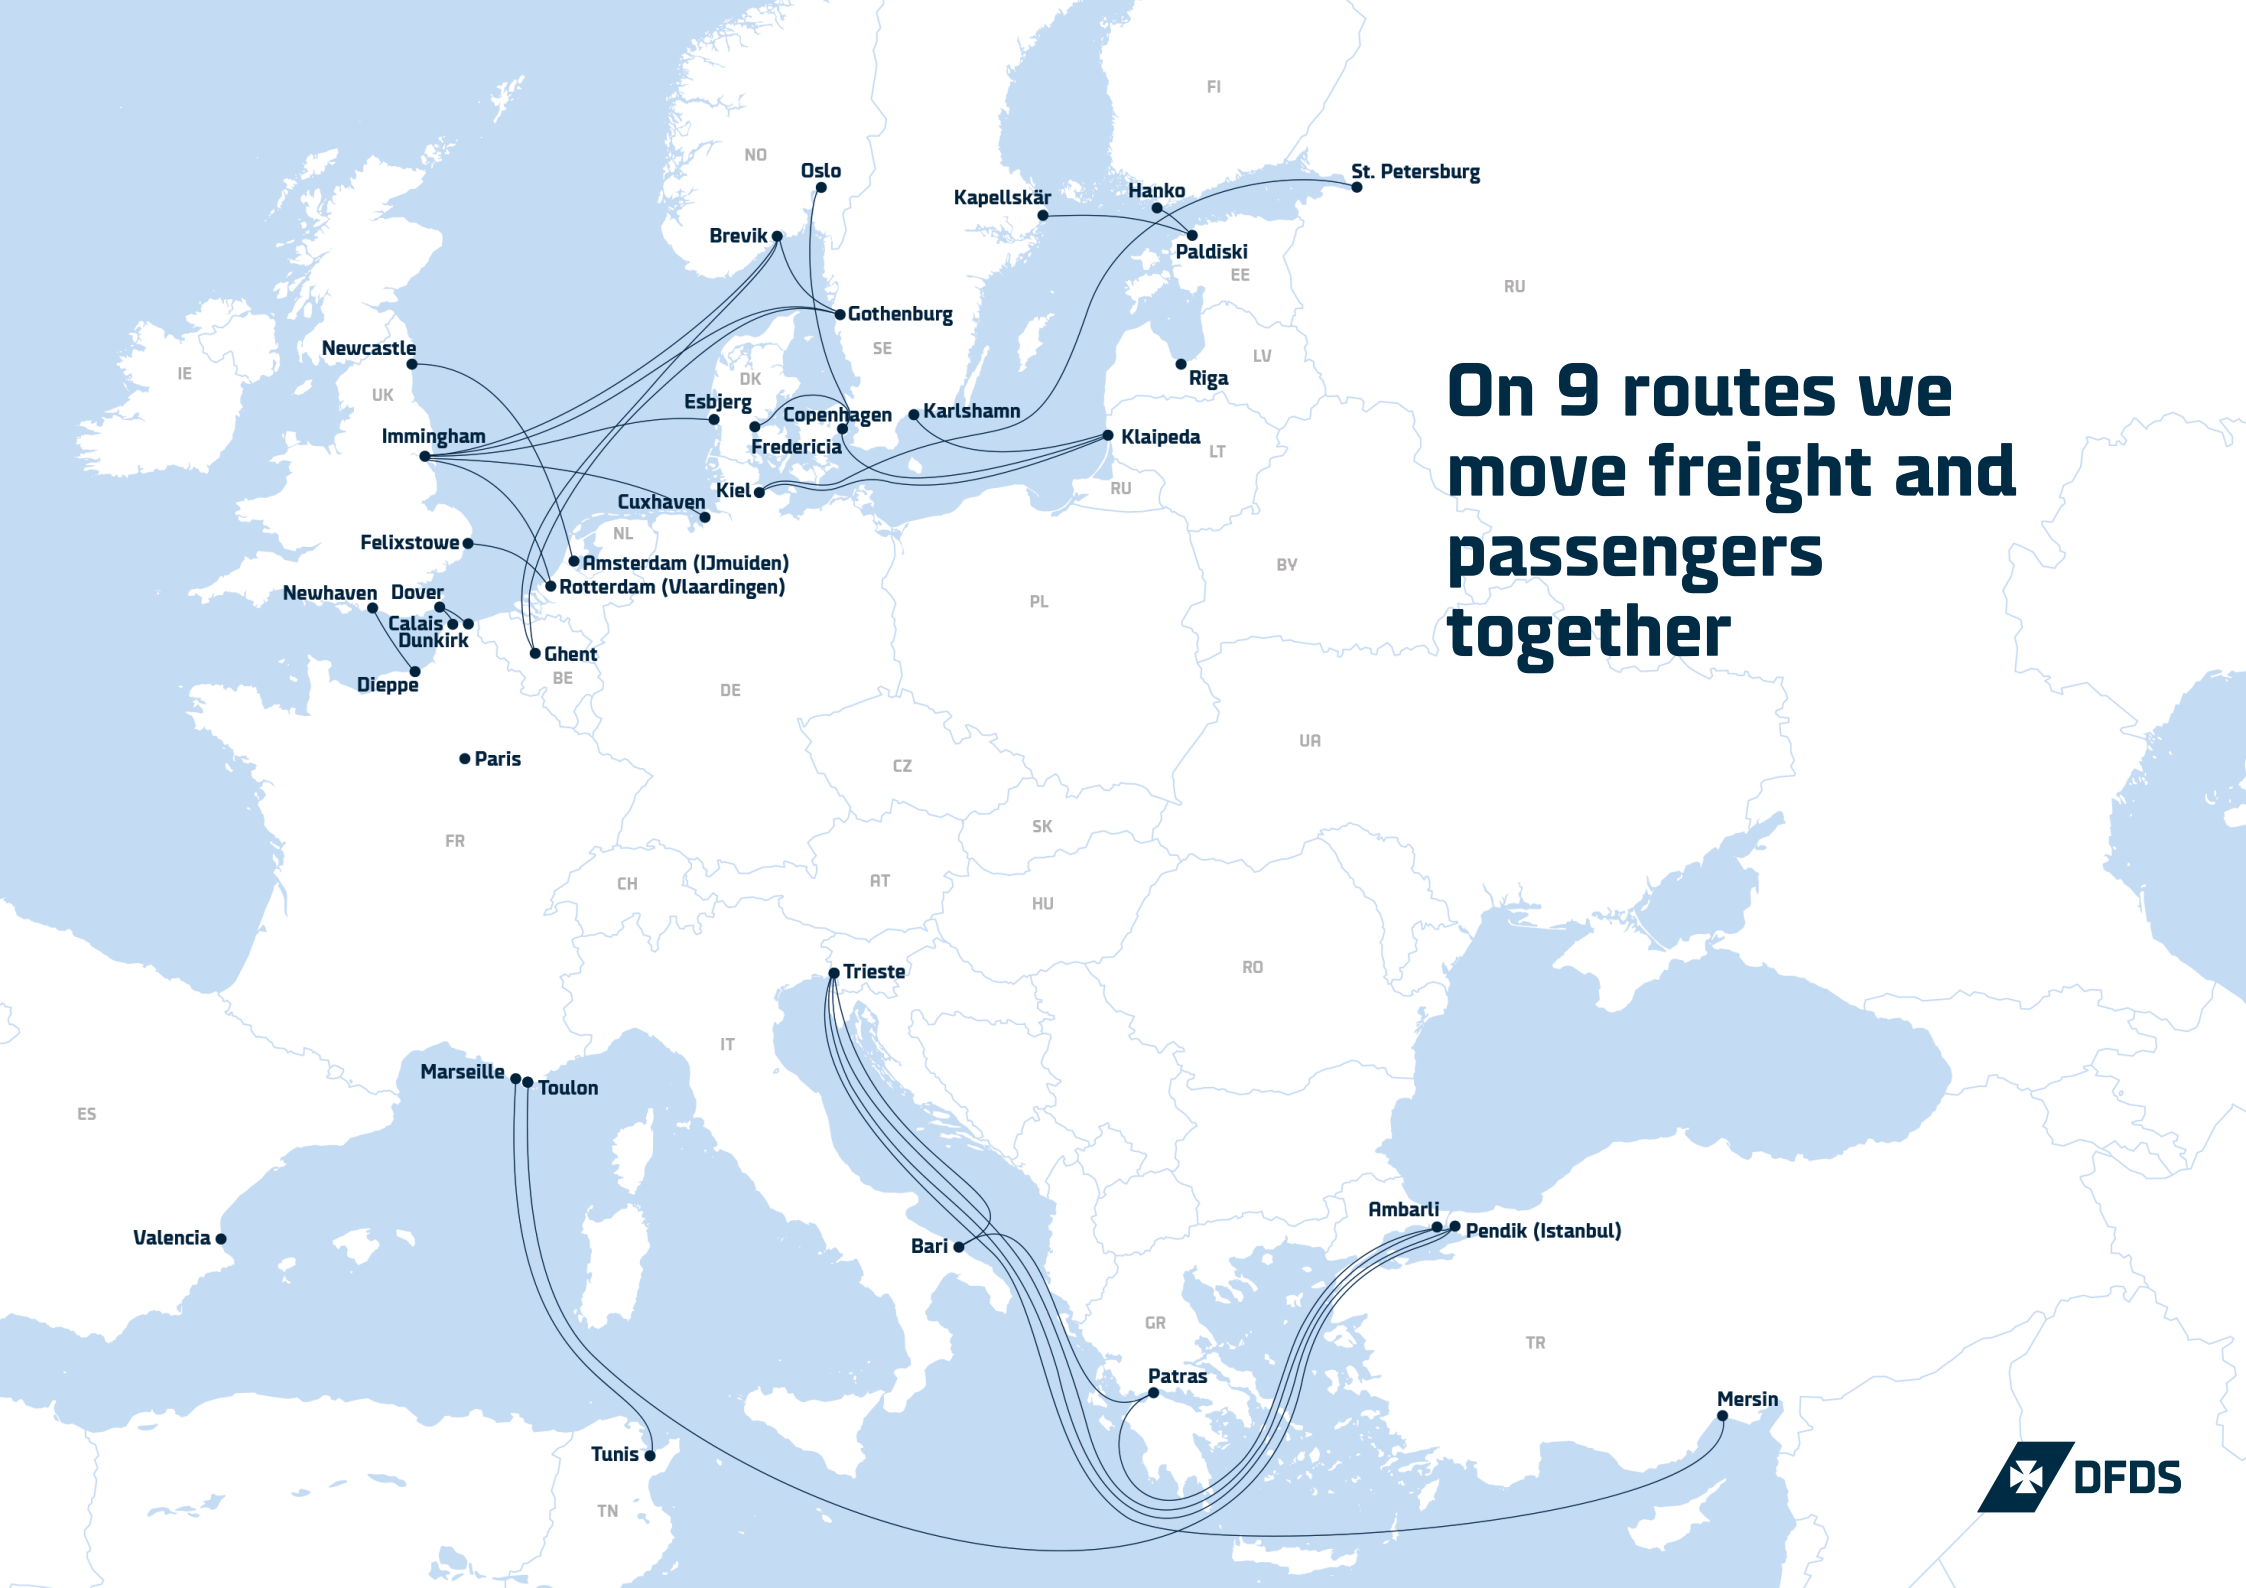 FI
NO
Oslo
St. Petersburg
Kapellskär
Hanko
Brevik
Paldiski
EE
RU
Gothenburg
Newcastle
SE
LV
IE
UK
DK
Riga
On 9 routes we
move freight and
passengers
together
Esbjerg
Copenhagen
Karlshamn
Immingham
Fredericia
Klaipeda
LT
Kiel
RU
Cuxhaven
NL
Felixstowe
Amsterdam (IJmuiden)
BY
Rotterdam (Vlaardingen)
Newhaven
Dover
PL
Calais
Dunkirk
Ghent
BE
Dieppe
DE
UA
Paris
CZ
SK
FR
CH
AT
HU
RO
Trieste
IT
Marseille
Toulon
ES
Ambarli
Pendik (Istanbul)
Valencia
Bari
GR
TR
Patras
Mersin
Tunis
DFDS
TN